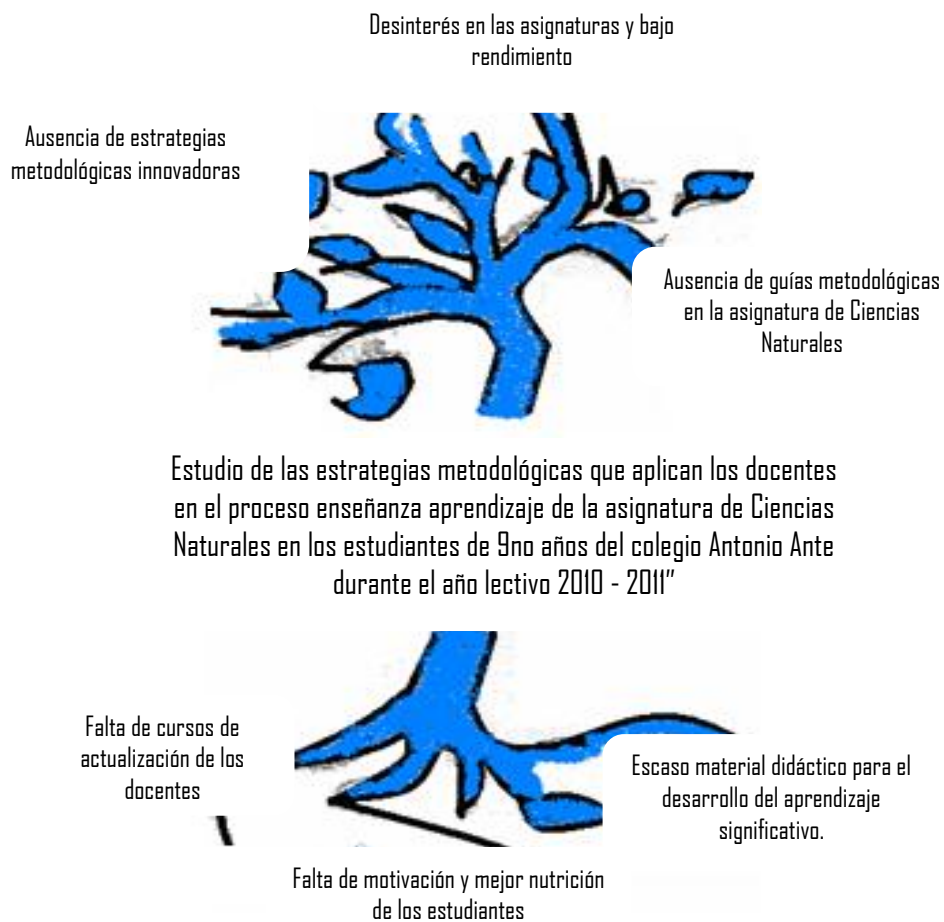 Desinterés en las asignaturas y bajo
rendimiento
Ausencia de estrategias
metodológicas innovadoras
Ausencia de guías metodológicas
en la asignatura de Ciencias
Naturales
Estudio de las estrategias metodológicas que aplican los docentes
en el proceso enseñanza aprendizaje de la asignatura de Ciencias
Naturales en los estudiantes de 9no años del colegio Antonio Ante
durante el año lectivo 2010 - 2011”
Falta de cursos de
actualización de los
docentes
Escaso material didáctico para el
desarrollo del aprendizaje
significativo.
Falta de motivación y mejor nutrición
de los estudiantes